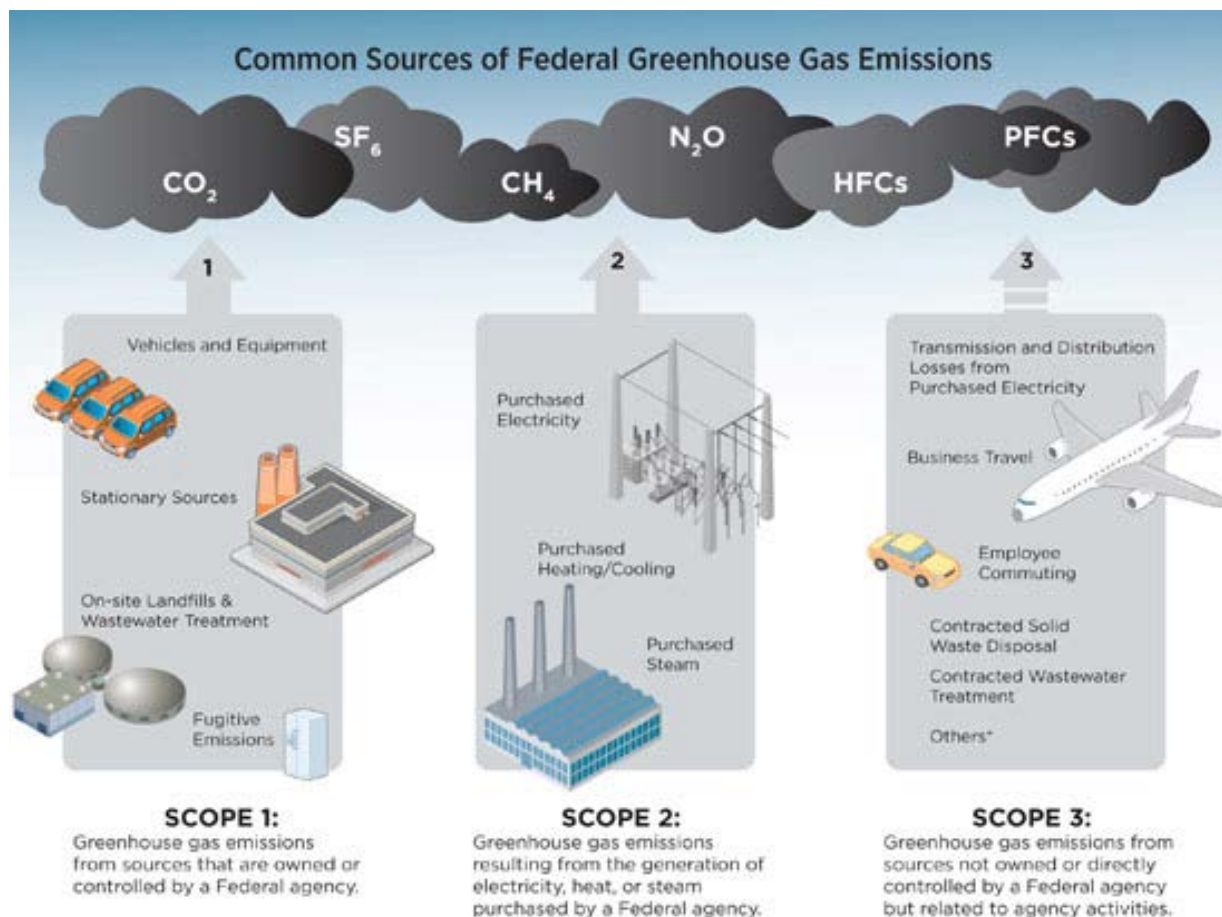 Common Sources of Federal Greenhouse Gas Emissions
CO₂
SF₆
CH₄
N₂O
HFCs
PFCs
1
Vehicles and Equipment
Stationary Sources
On-site Landfills &
Wastewater Treatment
Fugitive
Emissions
SCOPE 1:
Greenhouse gas emissions
from sources that are owned or
controlled by a Federal agency.
2
Purchased
Electricity
Purchased
Heating/Cooling
Purchased
Steam
SCOPE 2:
Greenhouse gas emissions
resulting from the generation of
electricity, heat, or steam
purchased by a Federal agency.
3
Transmission and Distribution
Losses from
Purchased Electricity
Business Travel
Employee
Commuting
Contracted Solid
Waste Disposal
Contracted Wastewater
Treatment
Others*
SCOPE 3:
Greenhouse gas emissions from
sources not owned or directly
controlled by a Federal agency
but related to agency activities.